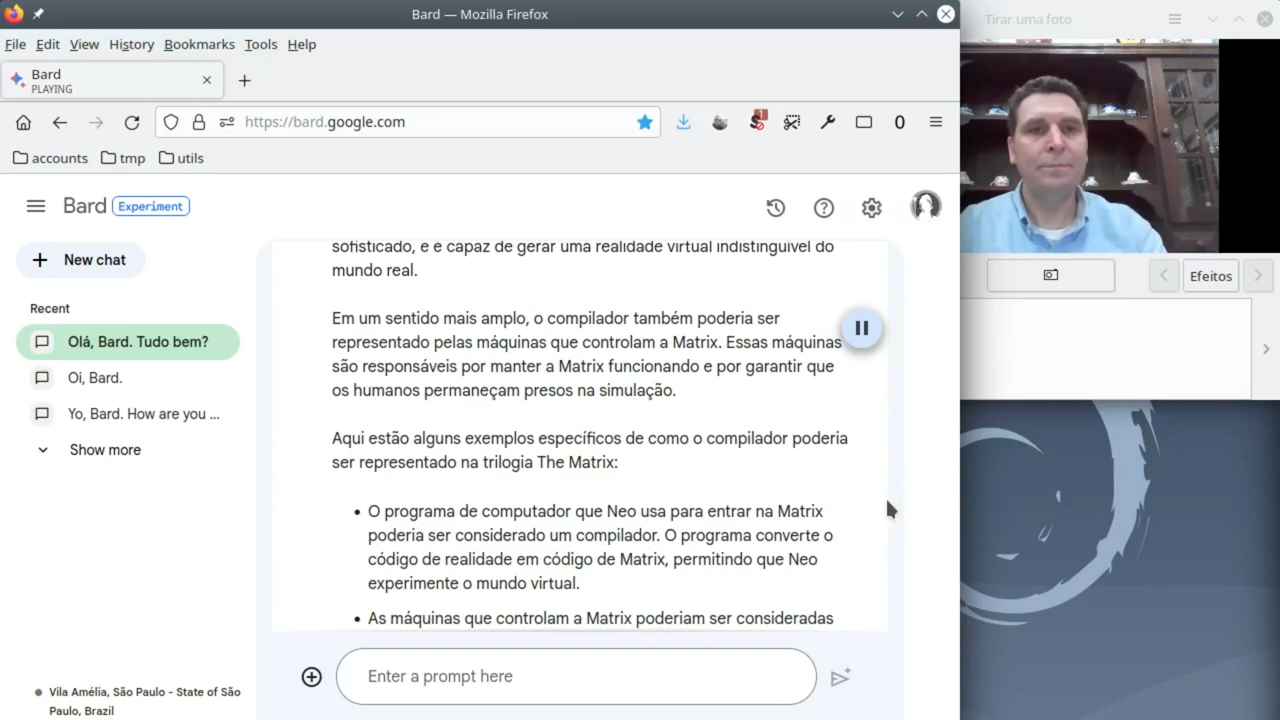 Bard — Mozilla Firefox
Tirar uma foto
File Edit View History Bookmarks Tools Help
Bard
PLAYING
https://bard.google.com
1
0
accounts tmp utils
Bard Experiment
New chat
Recent
Olá, Bard. Tudo bem?
Oi, Bard.
Yo, Bard. How are you ...
Show more
Vila Amélia, São Paulo - State of São
Paulo, Brazil
sofisticado, e é capaz de gerar uma realidade virtual indistinguível do
mundo real.
Em um sentido mais amplo, o compilador também poderia ser
representado pelas máquinas que controlam a Matrix. Essas máquinas
são responsáveis por manter a Matrix funcionando e por garantir que
os humanos permaneçam presos na simulação.
Aqui estão alguns exemplos específicos de como o compilador poderia
ser representado na trilogia The Matrix:
• O programa de computador que Neo usa para entrar na Matrix
poderia ser considerado um compilador. O programa converte o
código de realidade em código de Matrix, permitindo que Neo
experimente o mundo virtual.
• As máquinas que controlam a Matrix poderiam ser consideradas
Enter a prompt here
Efeitos